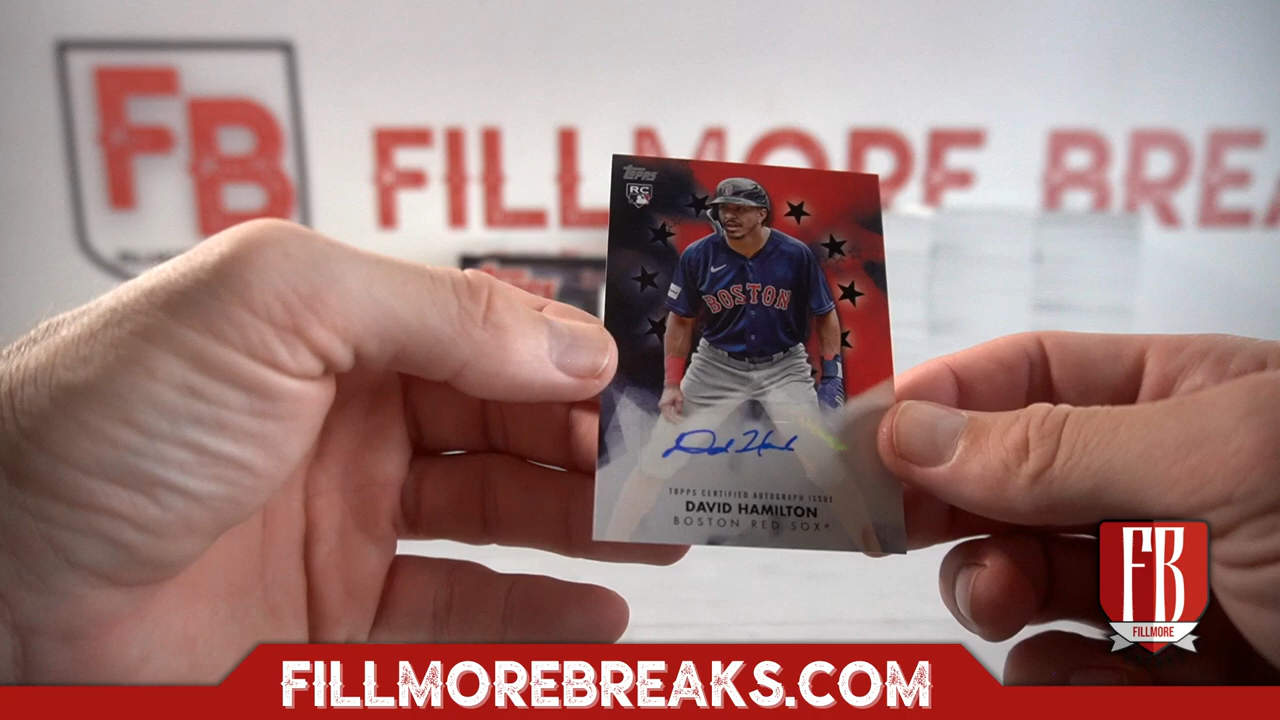 FB
FILLMORE BREA
TOPPS
RC
BOSTON
TOPPS CERTIFIED AUTOGRAPH ISSUE
DAVID HAMILTON
BOSTON RED SOX
FB
FILLMORE
FILLMOREBREAKS.COM